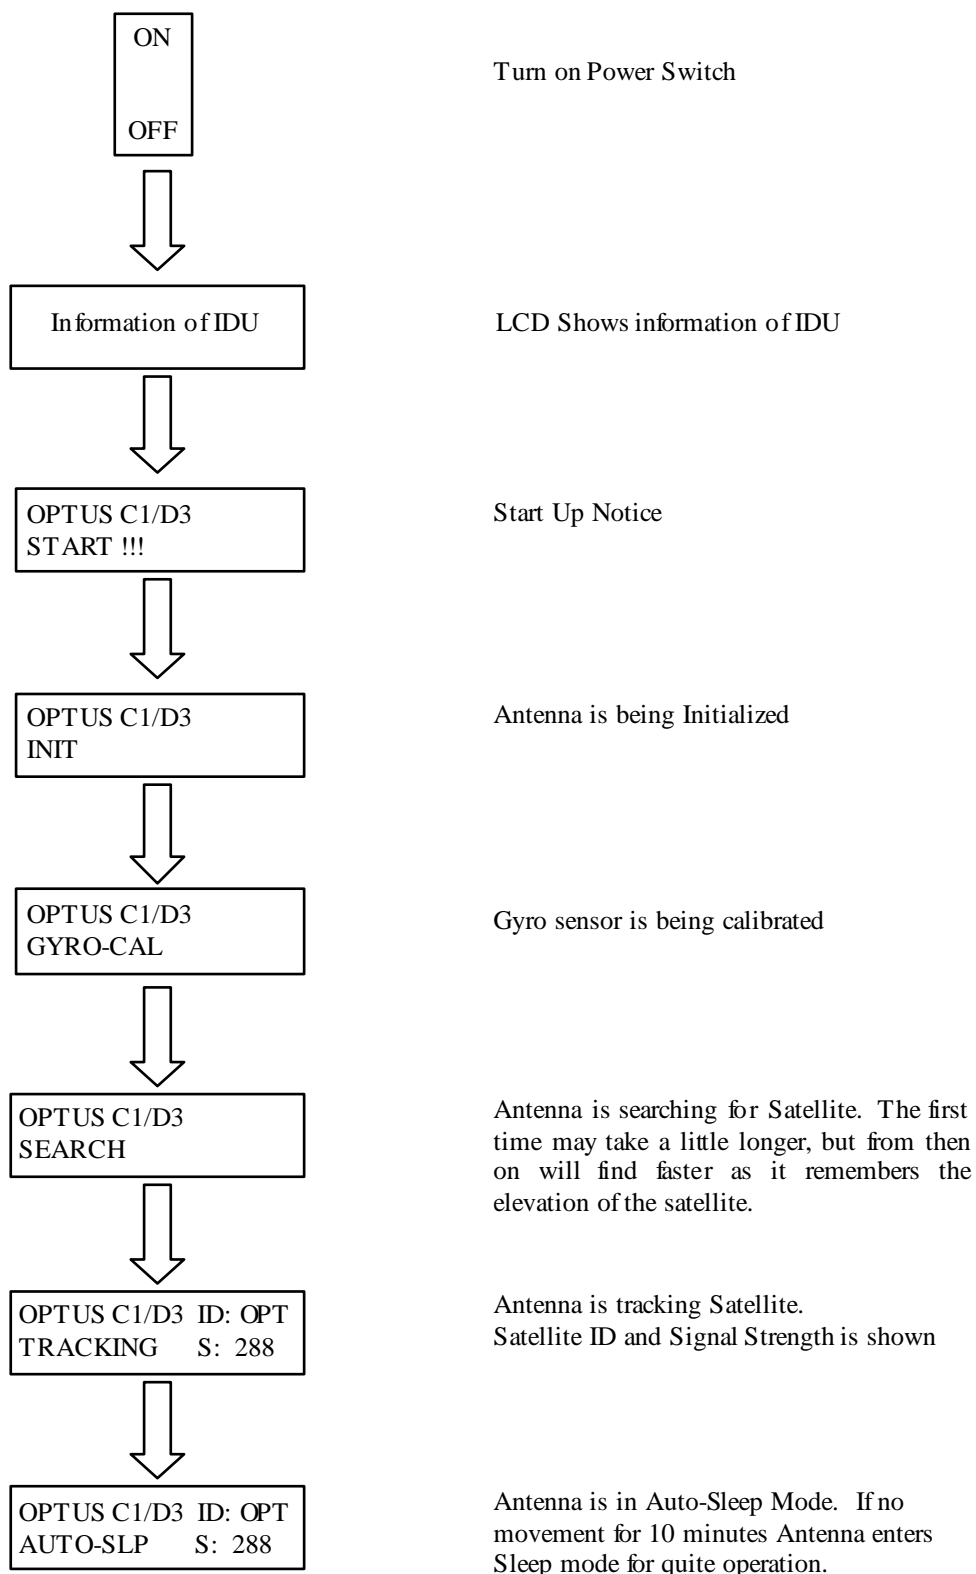 ON
OFF
Turn on Power Switch
Information of IDU
LCD Shows information of IDU
OPTUS C1/D3
START !!!
Start Up Notice
OPTUS C1/D3
INIT
Antenna is being Initialized
OPTUS C1/D3
GYRO-CAL
Gyro sensor is being calibrated
OPTUS C1/D3
SEARCH
Antenna is searching for Satellite. The first
time may take a little longer, but from then
on will find faster as it remembers the
elevation of the satellite.
OPTUS C1/D3 ID: OPT
TRACKING S: 288
Antenna is tracking Satellite.
Satellite ID and Signal Strength is shown
OPTUS C1/D3 ID: OPT
AUTO-SLP S: 288
Antenna is in Auto-Sleep Mode. If no
movement for 10 minutes Antenna enters
Sleep mode for quite operation.